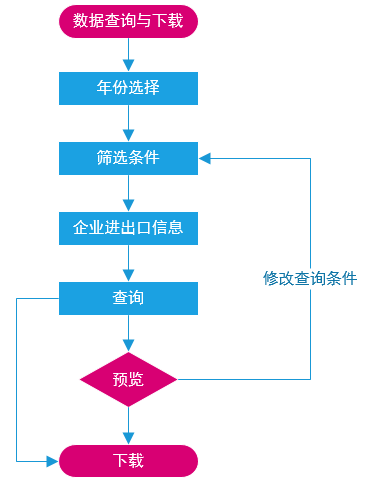 数据查询与下载
年份选择
筛选条件
企业进出口信息
修改查询条件
查询
预览
下载